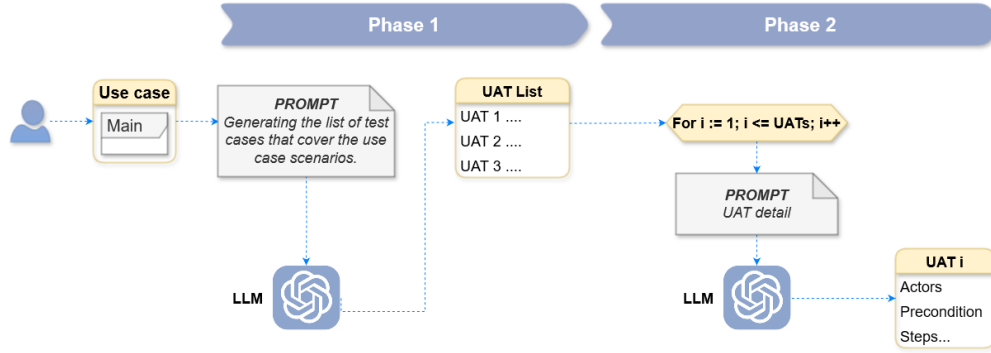 Phase 1
Phase 2
Use case
Main
PROMPT
Generating the list of test
cases that cover the use
case scenarios.
LLM
UAT List
UAT 1 ....
UAT 2 ....
UAT 3 ....
For i := 1; i <= UATs; i++
PROMPT
UAT detail
LLM
UAT i
Actors
Precondition
Steps...